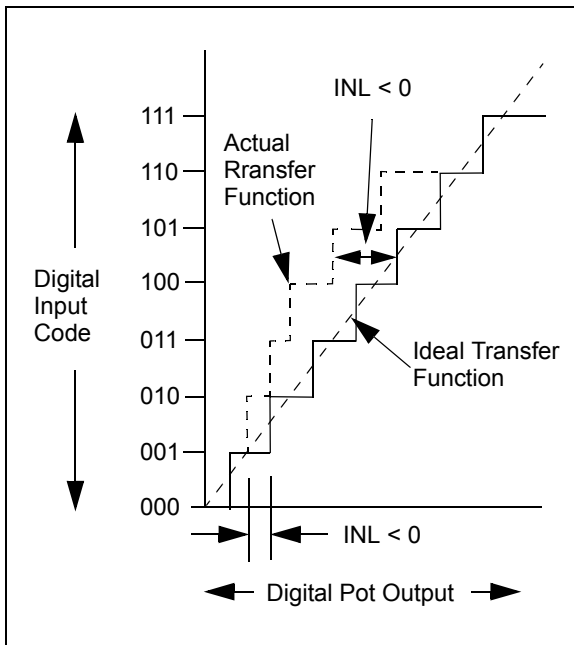 INL < 0
111
Actual
Rransfer
Function
110
101
Digital
Input
Code
100
011
Ideal Transfer
Function
010
001
000
INL < 0
Digital Pot Output